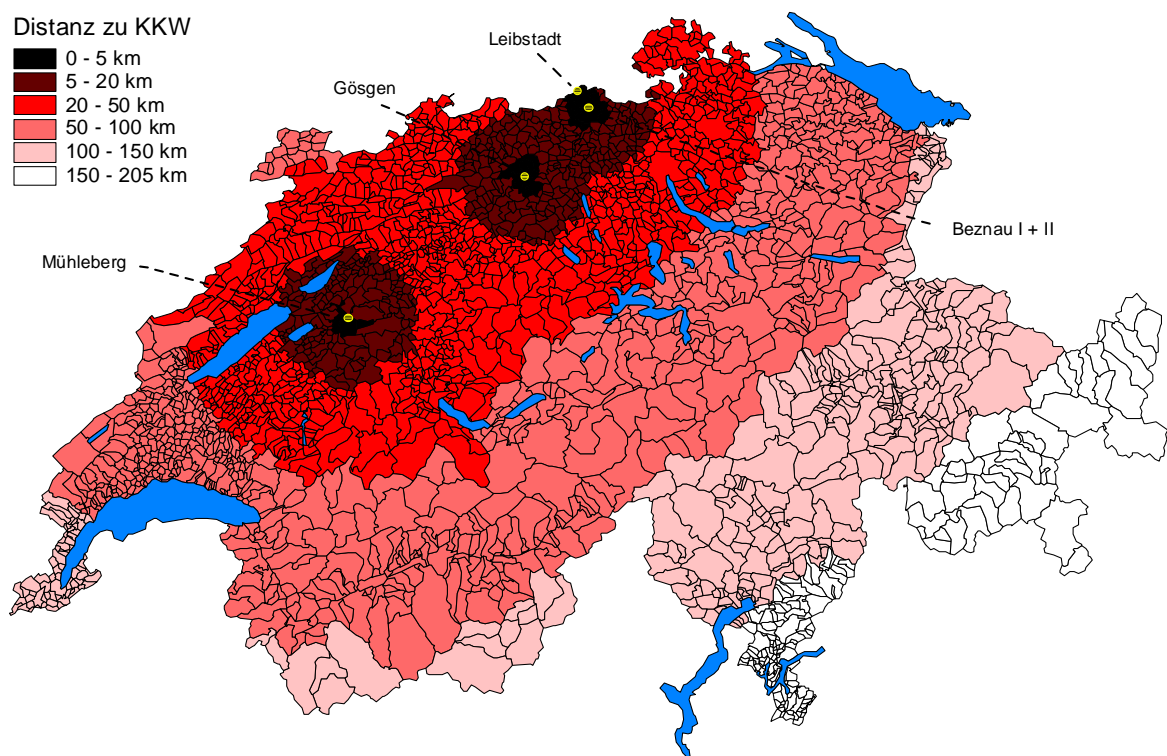 Distanz zu KKW
0 - 5 km
5 - 20 km
20 - 50 km
50 - 100 km
100 - 150 km
150 - 205 km
Leibstadt
Gösgen
Beznau I + II
Mühleberg